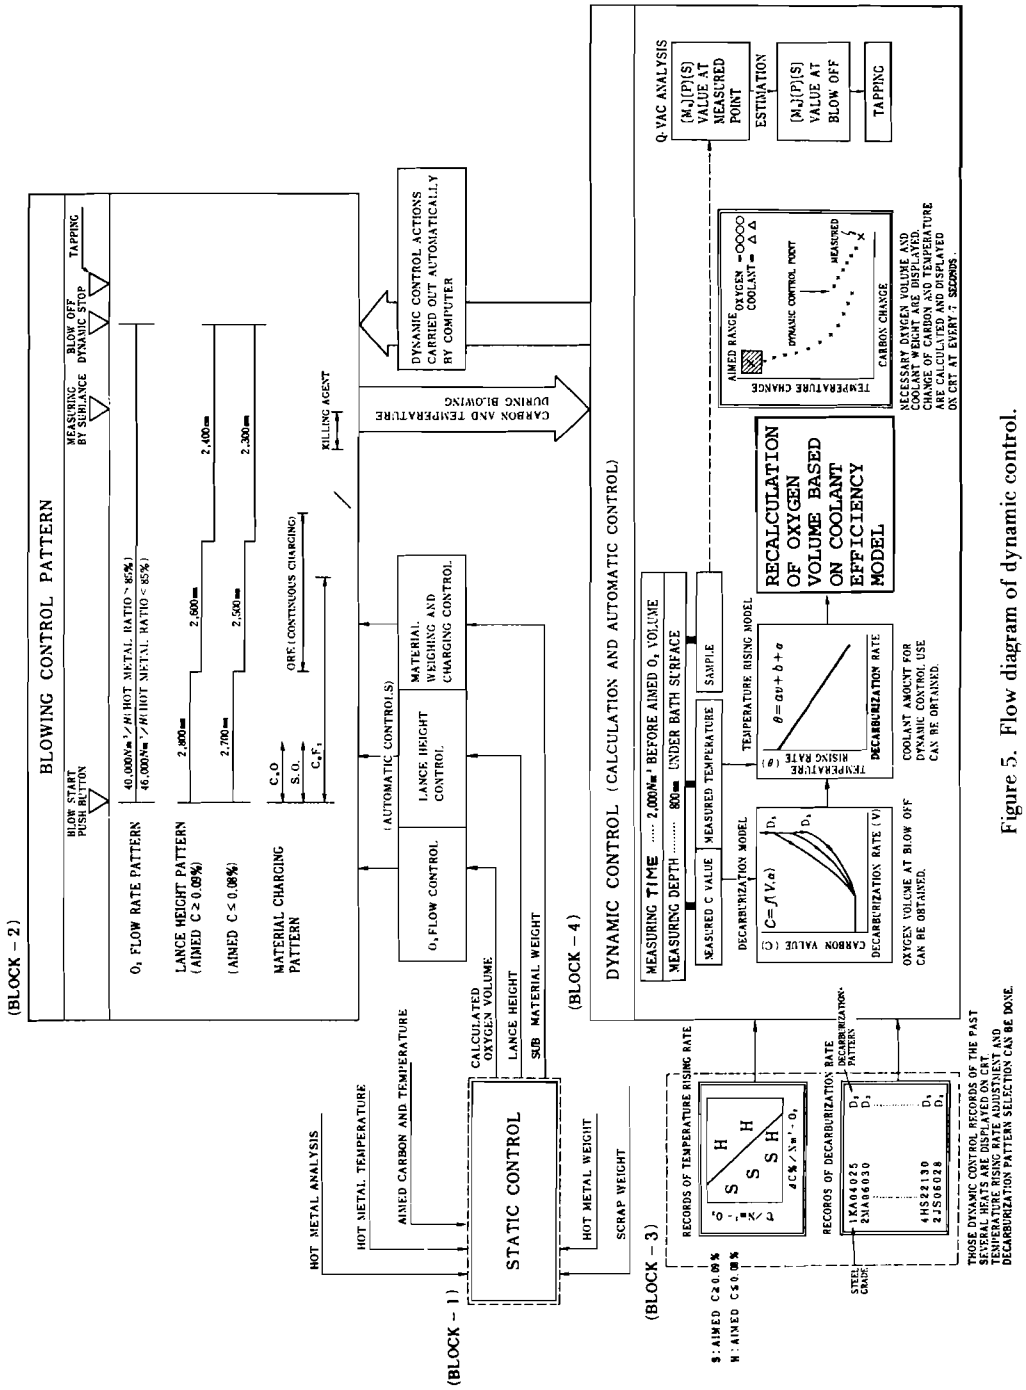 (BLOCK - 2)
BLOWING CONTROL PATTERN
BLOW START
PUSH BUTTON
MEASURING
BY SUBLANCE
BLOW OFF
DYNAMIC STOP
TAPPING
O₂ FLOW RATE PATTERN
40,000Nm³/H(HOT METAL RATIO ≥ 85%)
46,000Nm³/H(HOT METAL RATIO < 85%)
LANCE HEIGHT PATTERN
(AIMED C ≥ 0.09%)
2,800mm
2,600mm
2,400mm
(AIMED C ≤ 0.08%)
2,700mm
2,500mm
2,300mm
MATERIAL CHARGING
PATTERN
CaO
S.O.
CaF₂
ORE (CONTINUOUS CHARGING)
KILLING AGENT
(AUTOMATIC CONTROLS)
O₂ FLOW CONTROL
LANCE HEIGHT
CONTROL
MATERIAL
WEIGHING AND
CHARGING CONTROL
CARBON AND TEMPERATURE
DURING BLOWING
DYNAMIC CONTROL ACTIONS
CARRIED OUT AUTOMATICALLY
BY COMPUTER
(BLOCK - 1)
HOT METAL ANALYSIS
HOT METAL TEMPERATURE
AIMED CARBON AND TEMPERATURE
STATIC CONTROL
CALCULATED
OXYGEN VOLUME
LANCE HEIGHT
SUB MATERIAL WEIGHT
HOT METAL WEIGHT
SCRAP WEIGHT
(BLOCK - 3)
S : AIMED C≥0.09%
H : AIMED C≤0.08%
RECORDS OF TEMPERATURE RISING RATE
℃/Nm³-O₂
S S S H
H H
ΔC%/Nm³-O₂
RECOROS OF DECARBURIZATION RATE
STEEL
GRADE
1KA04025
2MA06030
4HS22130
2JS06028
DECARBURIZATION
PATTERN
THOSE DYNAMIC CONTROL RECORDS OF THE PAST
SEVERAL HEATS ARE DISPLAYED ON CRT.
TEMPERATURE RISING RATE ADJUSTMENT AND
DECARBURIZATION PATTERN SELECTION CAN BE DONE.
(BLOCK - 4)
DYNAMIC CONTROL (CALCULATION AND AUTOMATIC CONTROL)
MEASURING TIME ...... 2,000Nm³ BEFORE AIMED O₂ VOLUME
MEASURING DEPTH ....... 800mm UNDER BATH SURFACE
MEASURED C VALUE
MEASURED TEMPERATURE
SAMPLE
DECARBURIZATION MODEL
C=f(V,α)
CARBON VALUE (C)
DECARBURIZATION RATE (V)
OXYGEN VOLUME AT BLOW OFF
CAN BE OBTAINED.
TEMPERATURE RISING MODEL
θ=av+b+α
TEMPERATURE
RISING RATE (θ)
DECARBURIZATION RATE
COOLANT AMOUNT FOR
DYNAMIC CONTROL USE
CAN BE OBTAINED.
RECALCULATION
OF OXYGEN
VOLUME BASED
ON COOLANT
EFFICIENCY
MODEL
AIMED RANGE
OXYGEN =○○○○
COOLANT= △ △
DYNAMIC CONTROL POINT
MEASURED
TEMPERATURE CHANGE
CARBON CHANGE
NECESSARY OXYGEN VOLUME AND
COOLANT WEIGHT ARE DISPLAYED.
CHANGE OF CARBON AND TEMPERATURE
ARE CALCULATED AND DISPLAYED
ON CRT AT EVERY 7 SECONDS.
Q-VAC ANALYSIS
[Mn][P][S]
VALUE AT
MEASURED
POINT
ESTIMATION
[Mn][P][S]
VALUE AT
BLOW OFF
TAPPING
Figure 5. Flow diagram of dynamic control.